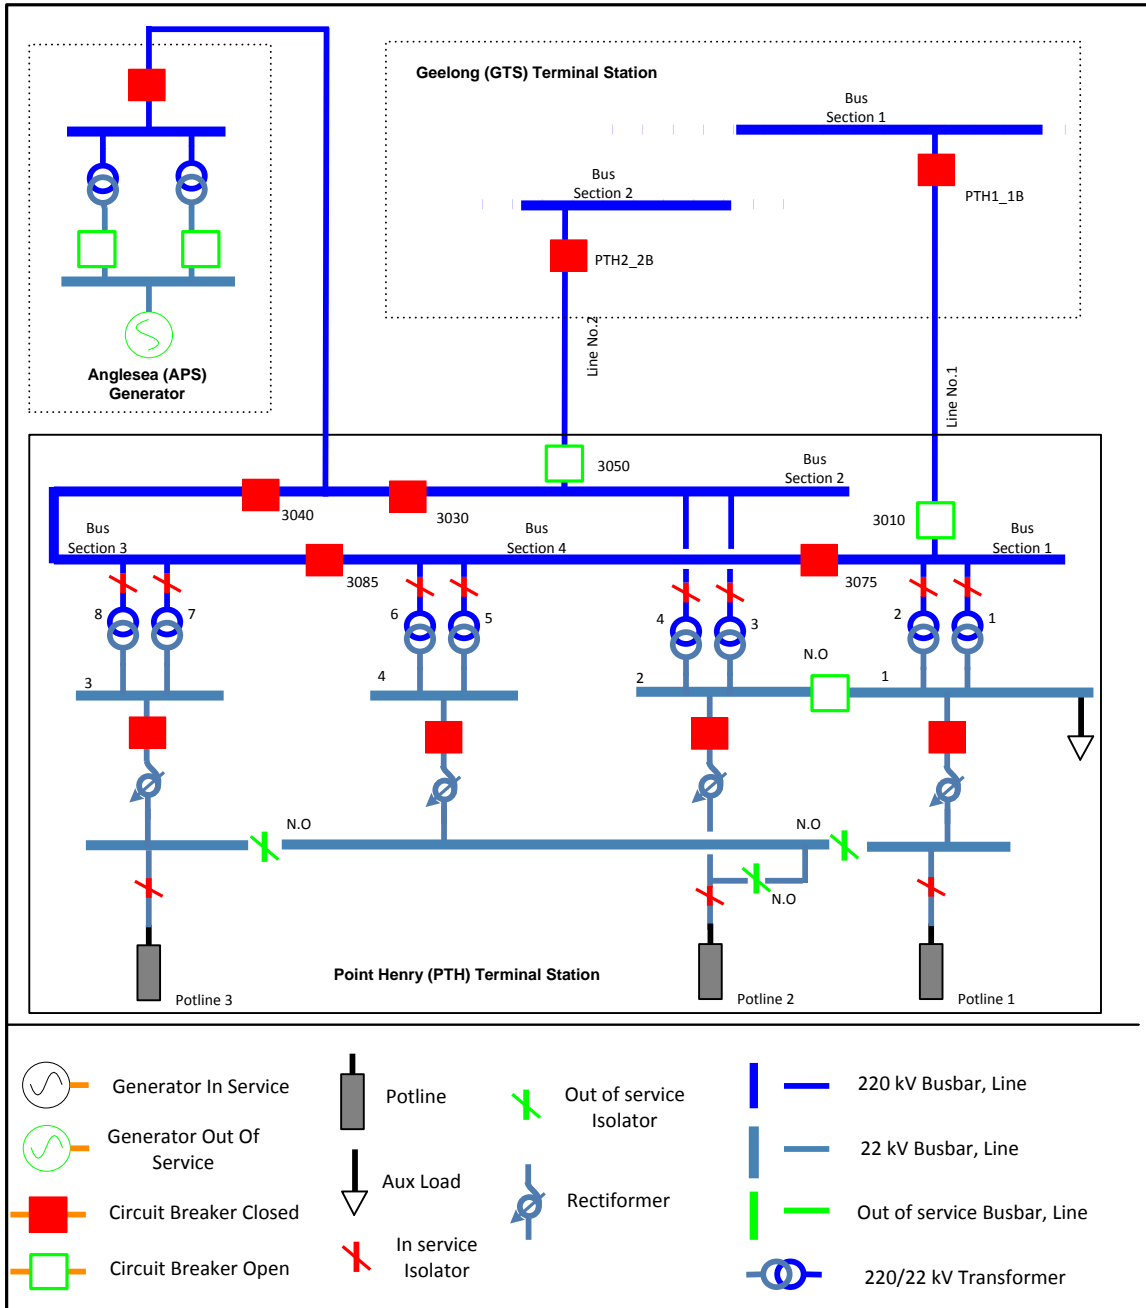 Geelong (GTS) Terminal Station
Bus
Section 1
Bus
Section 2
PTH1_1B
PTH2_2B
Line No.2
Line No.1
Anglesea (APS)
Generator
3050
Bus
Section 2
3040
3030
3010
Bus
Section 3
Bus
Section 4
Bus
Section 1
3085
3075
8
7
6
5
4
3
2
1
N.O
3
4
2
1
N.O
N.O
N.O
Potline 3
Point Henry (PTH) Terminal Station
Potline 2
Potline 1
Generator In Service
Generator Out Of
Service
Circuit Breaker Closed
Circuit Breaker Open
Potline
Aux Load
In service
Isolator
Out of service
Isolator
Rectiformer
220 kV Busbar, Line
22 kV Busbar, Line
Out of service Busbar, Line
220/22 kV Transformer